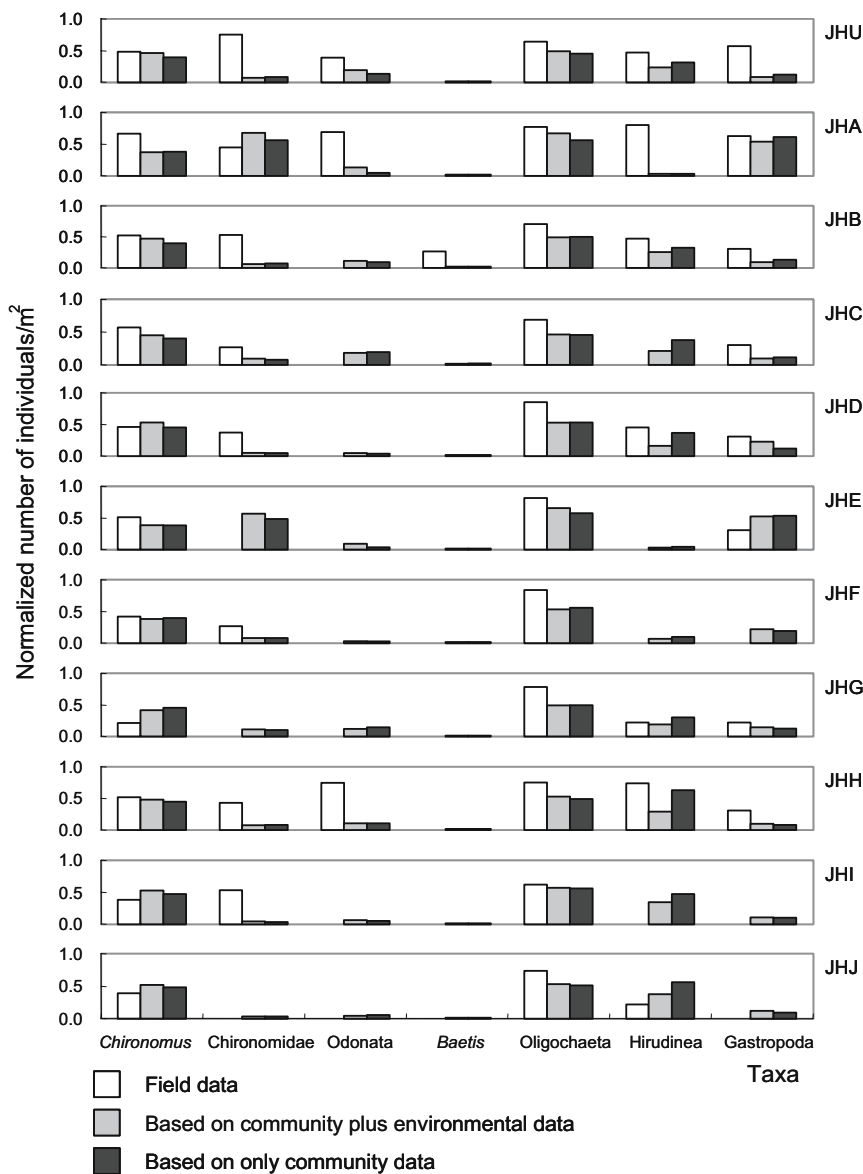 Normalized number of individuals/m²
1.0
0.5
0.0
JHU
1.0
0.5
0.0
JHA
1.0
0.5
0.0
JHB
1.0
0.5
0.0
JHC
1.0
0.5
0.0
JHD
1.0
0.5
0.0
JHE
1.0
0.5
0.0
JHF
1.0
0.5
0.0
JHG
1.0
0.5
0.0
JHH
1.0
0.5
0.0
JHI
1.0
0.5
0.0
JHJ
Chironomus Chironomidae Odonata Baetis Oligochaeta Hirudinea Gastropoda
Taxa
Field data
Based on community plus environmental data
Based on only community data